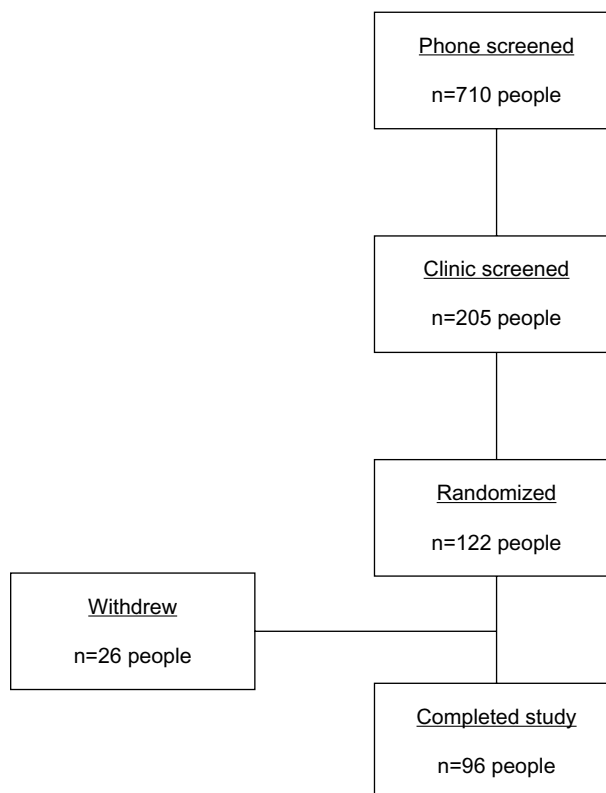 Phone screened
n=710 people
Clinic screened
n=205 people
Randomized
n=122 people
Withdrew
n=26 people
Completed study
n=96 people